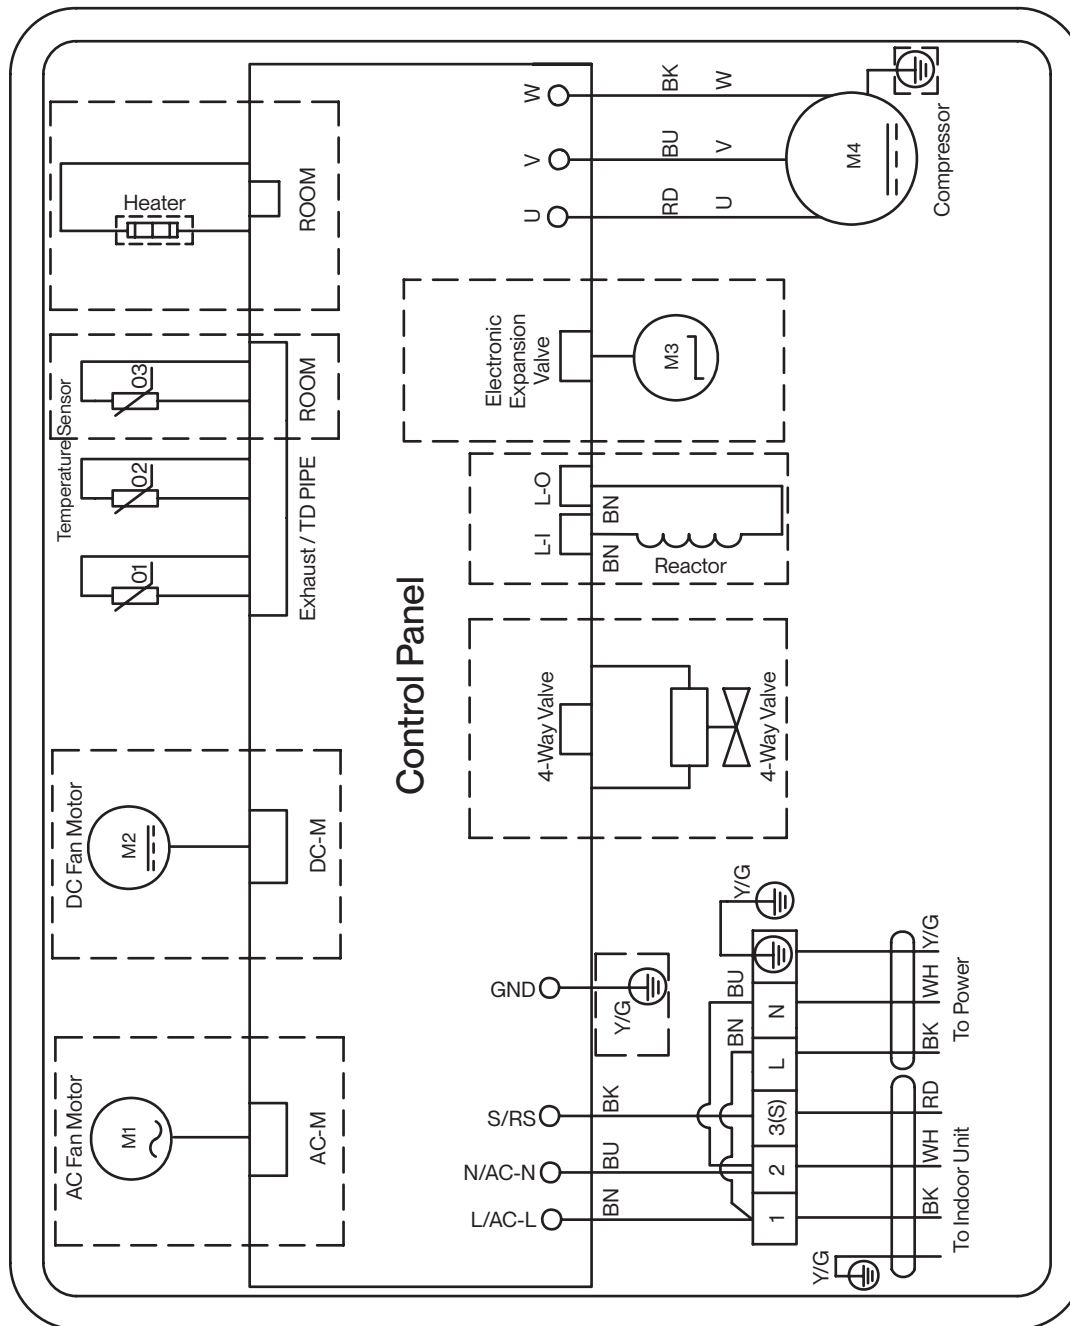 AC Fan Motor
M1
AC-M
DC Fan Motor
M2
DC-M
Temperature Sensor
01
02
03
Exhaust / TD PIPE
ROOM
Heater
ROOM
Control Panel
L/AC-L
BN
N/AC-N
BU
S/RS
BK
GND
Y/G
4-Way Valve
4-Way Valve
L-I
L-O
BN
BN
Reactor
Electronic
Expansion
Valve
M3
U
V
W
RD
BU
BK
U
V
W
M4
Compressor
BN
BU
Y/G
1
2
3(S)
L
N
Y/G
BK
WH
RD
BK
WH
Y/G
To Indoor Unit
To Power